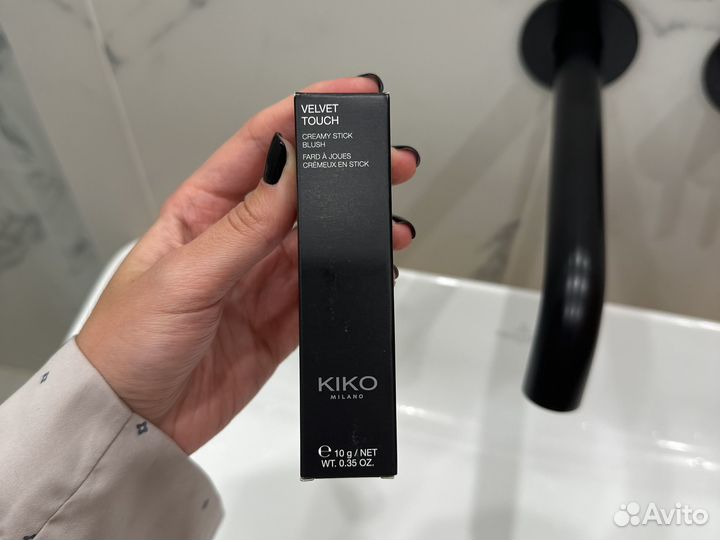 VELVET
TOUCH
CREAMY STICK
BLUSH
FARD À JOUES
CRÉMEUX EN STICK
KIKO
MILANO
℮ 10 g / NET
WT. 0.35 OZ.
Avito